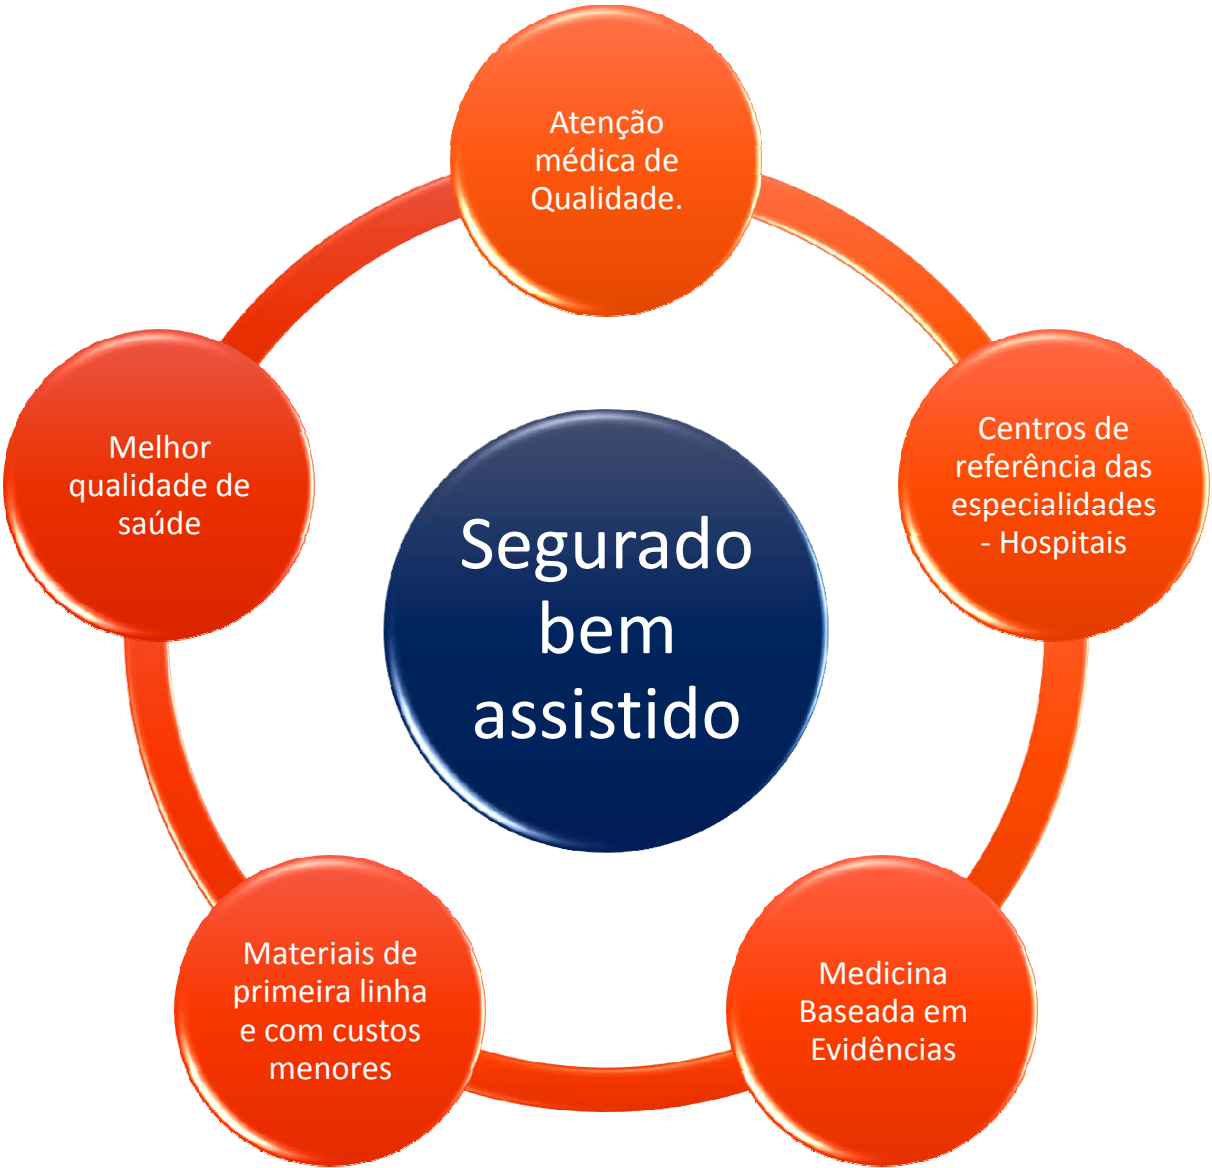 Atenção
médica de
Qualidade.
Centros de
referência das
especialidades
- Hospitais
Medicina
Baseada em
Evidências
Materiais de
primeira linha
e com custos
menores
Melhor
qualidade de
saúde
Segurado
bem
assistido